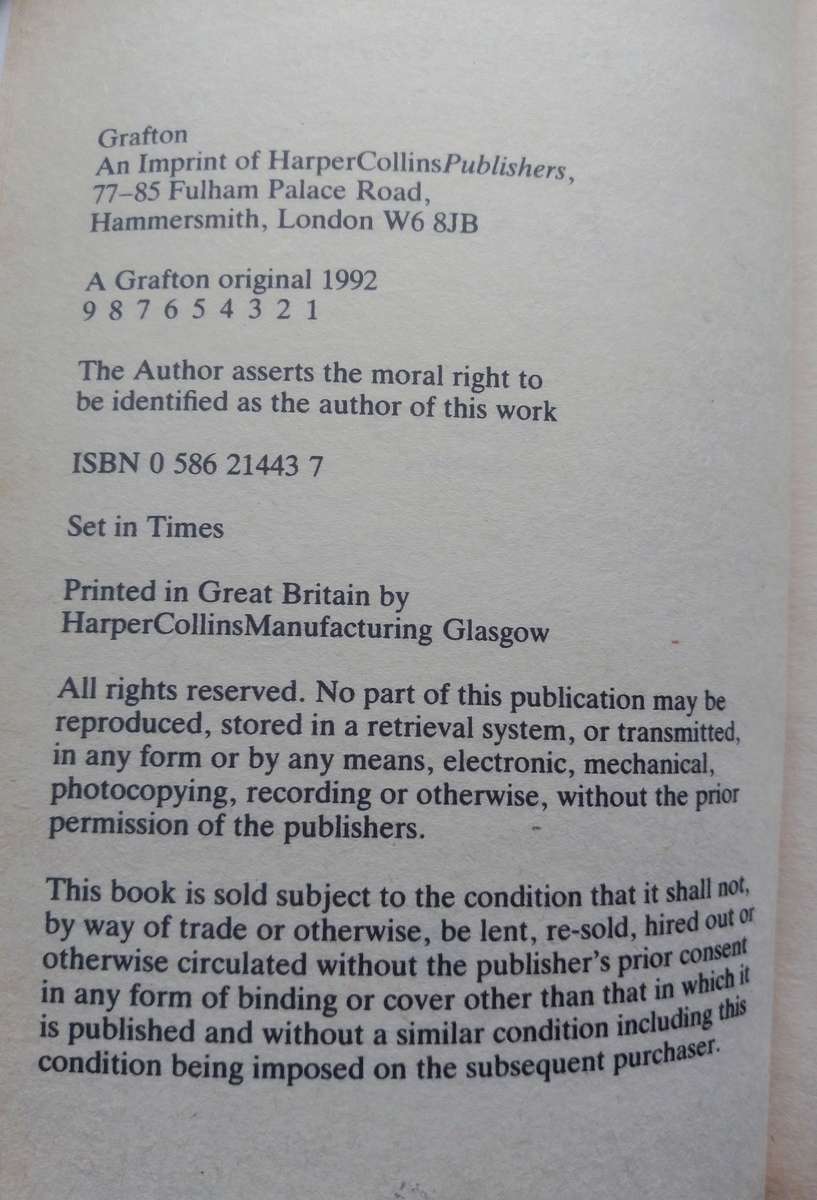 Grafton
An Imprint of HarperCollinsPublishers,
77–85 Fulham Palace Road,
Hammersmith, London W6 8JB
A Grafton original 1992
9 8 7 6 5 4 3 2 1
The Author asserts the moral right to
be identified as the author of this work
ISBN 0 586 21443 7
Set in Times
Printed in Great Britain by
HarperCollinsManufacturing Glasgow
All rights reserved. No part of this publication may be
reproduced, stored in a retrieval system, or transmitted,
in any form or by any means, electronic, mechanical,
photocopying, recording or otherwise, without the prior
permission of the publishers.
This book is sold subject to the condition that it shall not,
by way of trade or otherwise, be lent, re-sold, hired out or
otherwise circulated without the publisher's prior consent
in any form of binding or cover other than that in which it
is published and without a similar condition including this
condition being imposed on the subsequent purchaser.